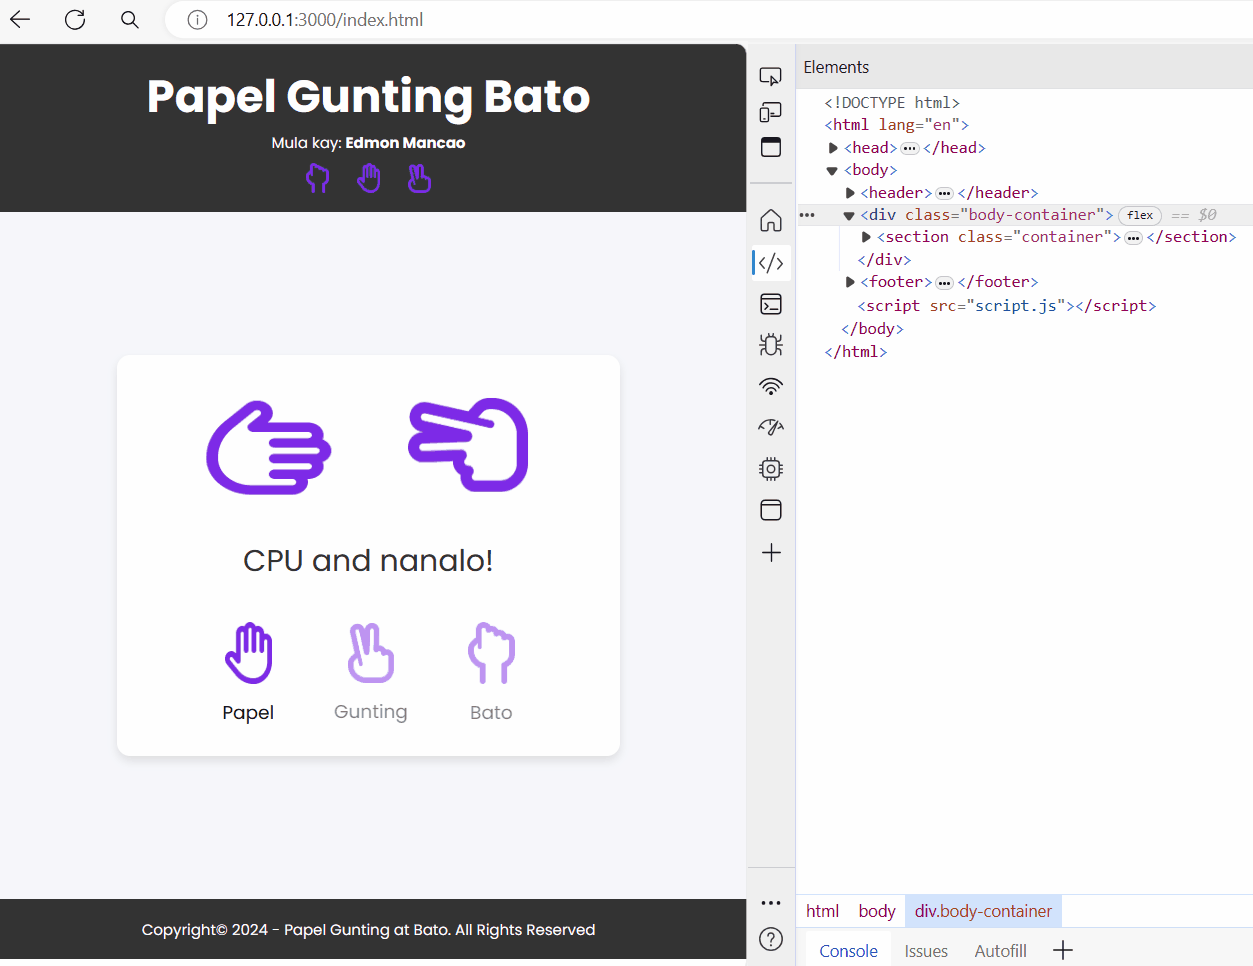 127.0.0.1:3000/index.html
Papel Gunting Bato
Mula kay: Edmon Mancao
CPU and nanalo!
Papel
Gunting
Bato
Copyright© 2024 - Papel Gunting at Bato. All Rights Reserved
Elements
<!DOCTYPE html>
<html lang="en">
<head> ••• </head>
<body>
<header> ••• </header>
••• <div class="body-container"> flex == $0
<section class="container"> ••• </section>
</div>
<footer> ••• </footer>
<script src="script.js"></script>
</body>
</html>
html body div.body-container
Console Issues Autofill